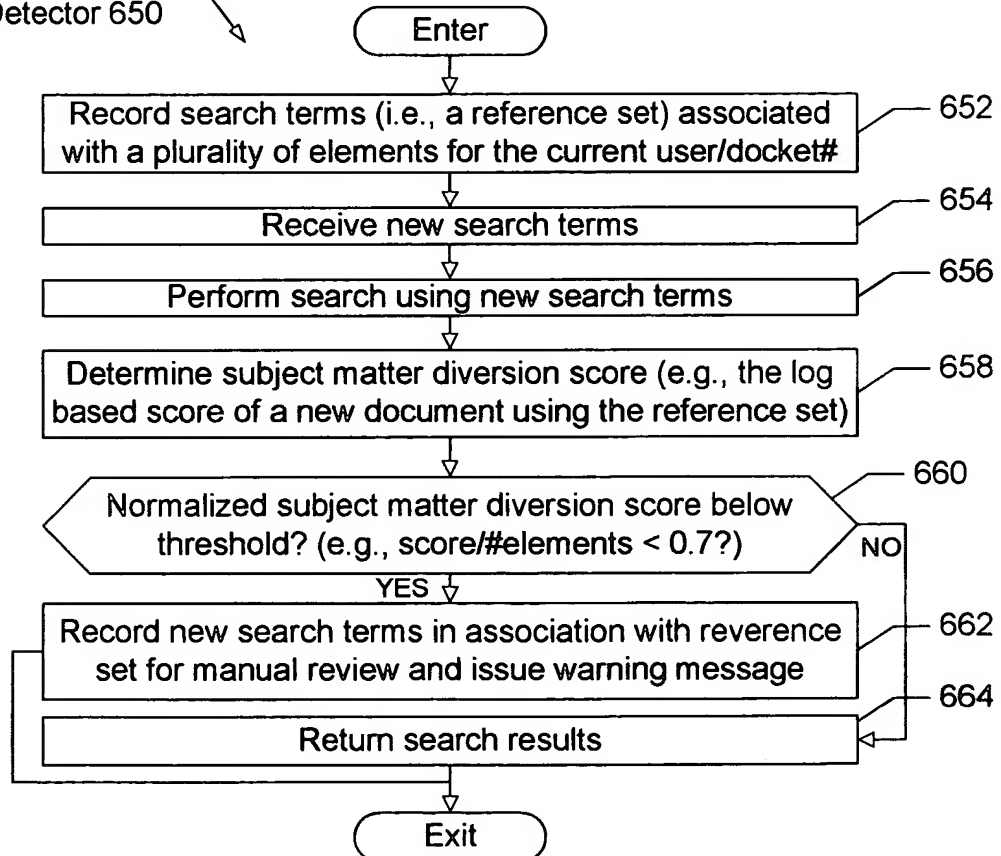 Detector 650
Enter
Record search terms (i.e., a reference set) associated
with a plurality of elements for the current user/docket#
652
Receive new search terms
654
Perform search using new search terms
656
Determine subject matter diversion score (e.g., the log
based score of a new document using the reference set)
658
Normalized subject matter diversion score below
threshold? (e.g., score/#elements < 0.7?)
660
NO
YES
Record new search terms in association with reverence
set for manual review and issue warning message
662
Return search results
664
Exit